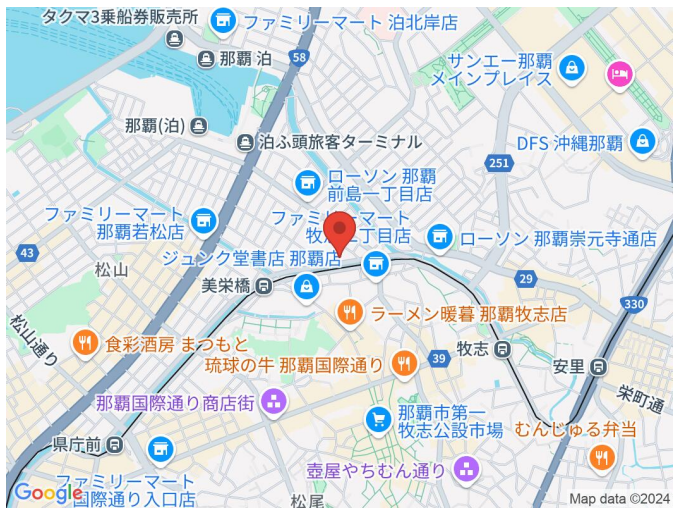 タクマ3乗船券販売所
ファミリーマート 泊北岸店
那覇 泊
58
サンエー那覇
メインプレイス
那覇(泊)
泊ふ頭旅客ターミナル
DFS 沖縄那覇
251
ローソン 那覇
前島一丁目店
ファミリーマート
那覇若松店
ファミリーマート
ローソン 那覇崇元寺通店
43
松山
ジュンク堂書店 那覇店
美栄橋
29
330
松山通り
ラーメン暖暮 那覇牧志店
食彩酒房 まつもと
琉球の牛 那覇国際通り
39
牧志
安里
栄町通
那覇国際通り商店街
那覇市第一
牧志公設市場
むんじゅる弁当
県庁前
壺屋やちむん通り
ファミリーマート
国際通り入口店
松尾
Google
Map data ©2024